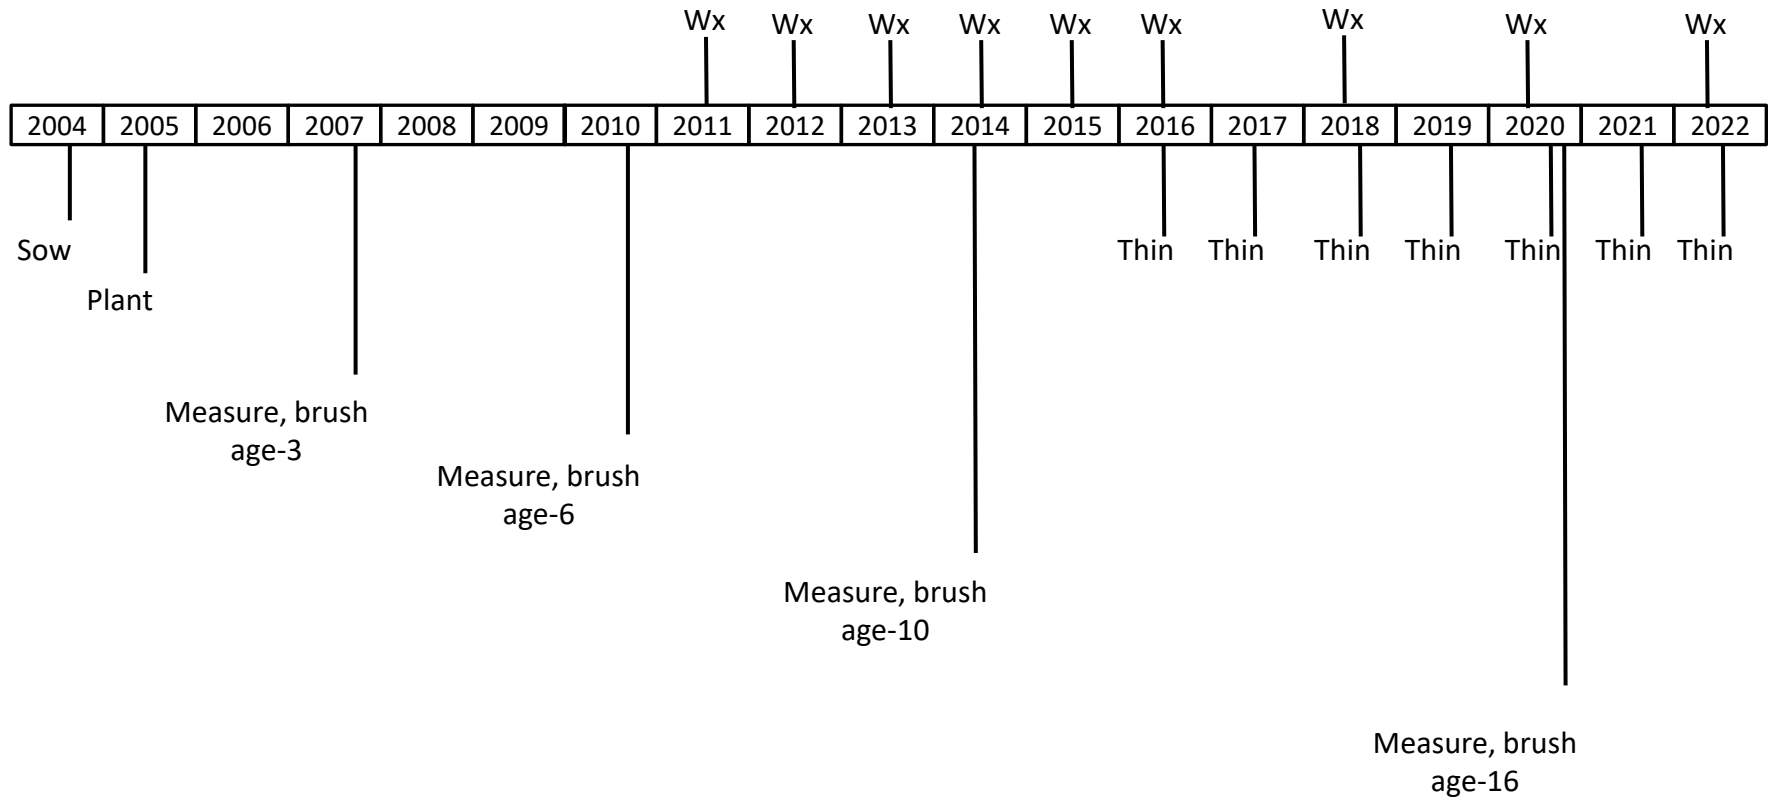 Wx Wx Wx Wx Wx Wx Wx Wx Wx
2004 2005 2006 2007 2008 2009 2010 2011 2012 2013 2014 2015 2016 2017 2018 2019 2020 2021 2022
Sow Thin Thin Thin Thin Thin Thin Thin
Plant
Measure, brush
age-3
Measure, brush
age-6
Measure, brush
age-10
Measure, brush
age-16